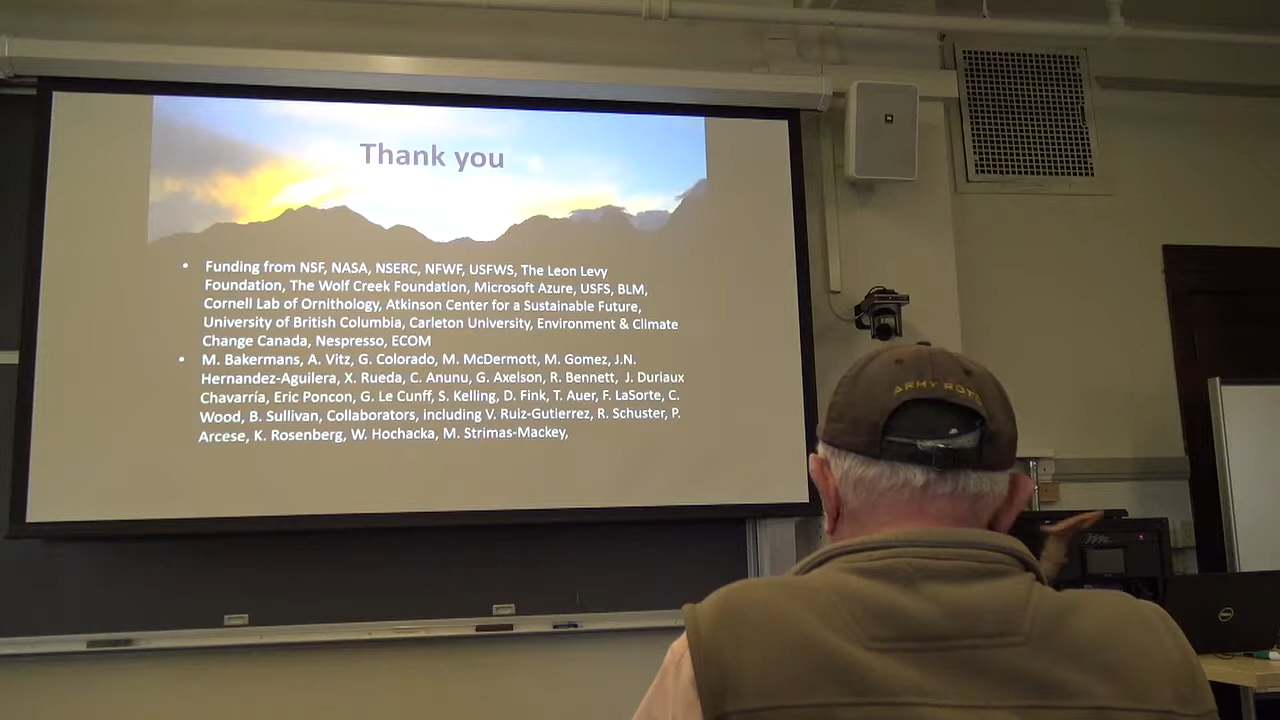 Thank you
• Funding from NSF, NASA, NSERC, NFWF, USFWS, The Leon Levy
Foundation, The Wolf Creek Foundation, Microsoft Azure, USFS, BLM,
Cornell Lab of Ornithology, Atkinson Center for a Sustainable Future,
University of British Columbia, Carleton University, Environment & Climate
Change Canada, Nespresso, ECOM
• M. Bakermans, A. Vitz, G. Colorado, M. McDermott, M. Gomez, J.N.
Hernandez-Aguilera, X. Rueda, C. Anunu, G. Axelson, R. Bennett, J. Duriaux
Chavarría, Eric Poncon, G. Le Cunff, S. Kelling, D. Fink, T. Auer, F. LaSorte, C.
Wood, B. Sullivan, Collaborators, including V. Ruiz-Gutierrez, R. Schuster, P.
Arcese, K. Rosenberg, W. Hochacka, M. Strimas-Mackey,
ARMY
DELL